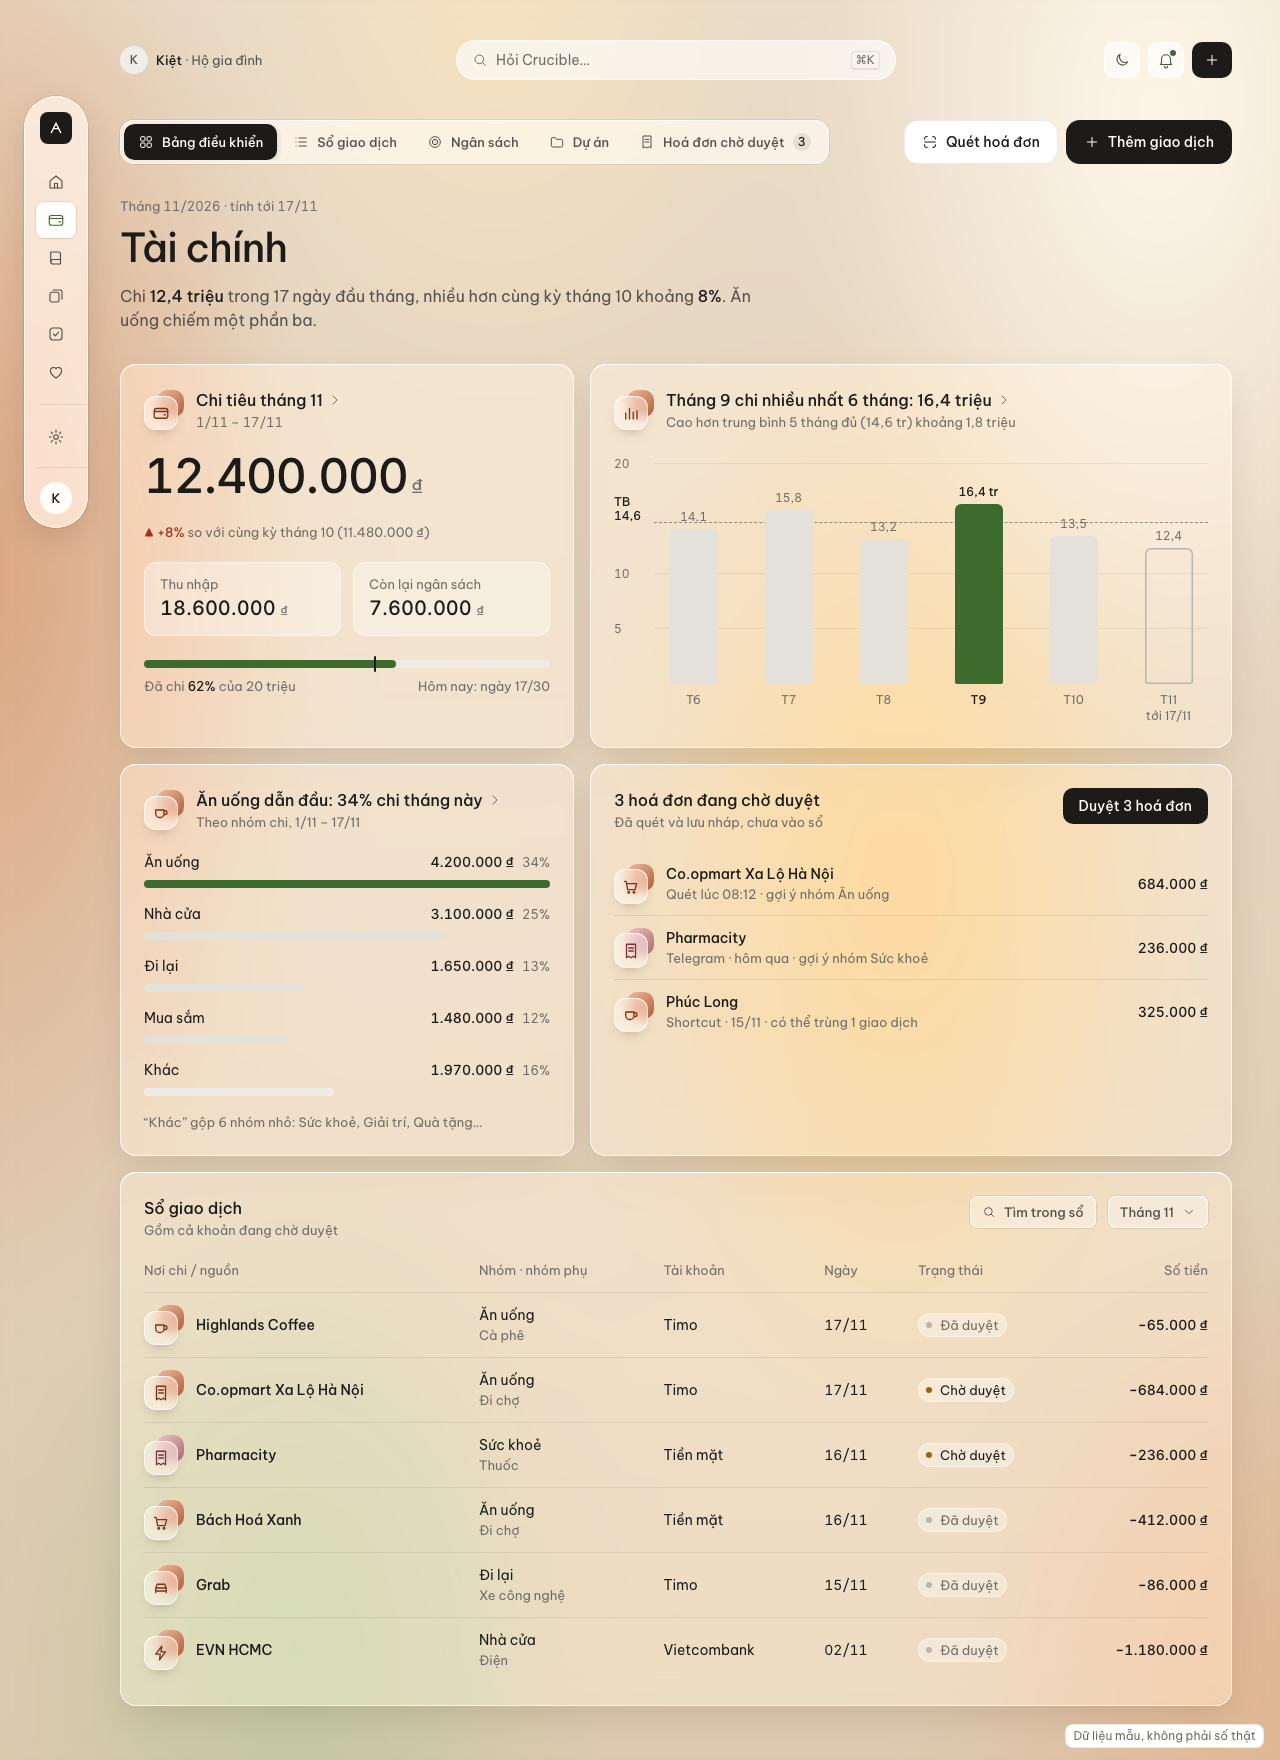 K Kiệt · Hộ gia đình
Hỏi Crucible... ⌘K
A
Bảng điều khiển
Sổ giao dịch
Ngân sách
Dự án
Hoá đơn chờ duyệt 3
Quét hoá đơn
Thêm giao dịch
Tháng 11/2026 · tính tới 17/11
Tài chính
Chi 12,4 triệu trong 17 ngày đầu tháng, nhiều hơn cùng kỳ tháng 10 khoảng 8%. Ăn
uống chiếm một phần ba.
K
Chi tiêu tháng 11
1/11 – 17/11
12.400.000 ₫
+8% so với cùng kỳ tháng 10 (11.480.000 ₫)
Thu nhập
18.600.000 ₫
Còn lại ngân sách
7.600.000 ₫
Đã chi 62% của 20 triệu
Hôm nay: ngày 17/30
Tháng 9 chi nhiều nhất 6 tháng: 16,4 triệu
Cao hơn trung bình 5 tháng đủ (14,6 tr) khoảng 1,8 triệu
20
TB
14,6
10
5
14,1
15,8
13,2
16,4 tr
13,5
12,4
T6
T7
T8
T9
T10
T11
tới 17/11
Ăn uống dẫn đầu: 34% chi tháng này
Theo nhóm chi, 1/11 – 17/11
Ăn uống 4.200.000 ₫ 34%
Nhà cửa 3.100.000 ₫ 25%
Đi lại 1.650.000 ₫ 13%
Mua sắm 1.480.000 ₫ 12%
Khác 1.970.000 ₫ 16%
“Khác” gộp 6 nhóm nhỏ: Sức khoẻ, Giải trí, Quà tặng...
3 hoá đơn đang chờ duyệt
Đã quét và lưu nháp, chưa vào sổ
Duyệt 3 hoá đơn
Co.opmart Xa Lộ Hà Nội
Quét lúc 08:12 · gợi ý nhóm Ăn uống
684.000 ₫
Pharmacity
Telegram · hôm qua · gợi ý nhóm Sức khoẻ
236.000 ₫
Phúc Long
Shortcut · 15/11 · có thể trùng 1 giao dịch
325.000 ₫
Sổ giao dịch
Gồm cả khoản đang chờ duyệt
Tìm trong sổ
Tháng 11
Nơi chi / nguồn Nhóm · nhóm phụ Tài khoản Ngày Trạng thái Số tiền
Highlands Coffee Ăn uống Timo 17/11 Đã duyệt −65.000 ₫
Cà phê
Co.opmart Xa Lộ Hà Nội Ăn uống Timo 17/11 Chờ duyệt −684.000 ₫
Đi chợ
Pharmacity Sức khoẻ Tiền mặt 16/11 Chờ duyệt −236.000 ₫
Thuốc
Bách Hoá Xanh Ăn uống Tiền mặt 16/11 Đã duyệt −412.000 ₫
Đi chợ
Grab Đi lại Timo 15/11 Đã duyệt −86.000 ₫
Xe công nghệ
EVN HCMC Nhà cửa Vietcombank 02/11 Đã duyệt −1.180.000 ₫
Điện
Dữ liệu mẫu, không phải số thật